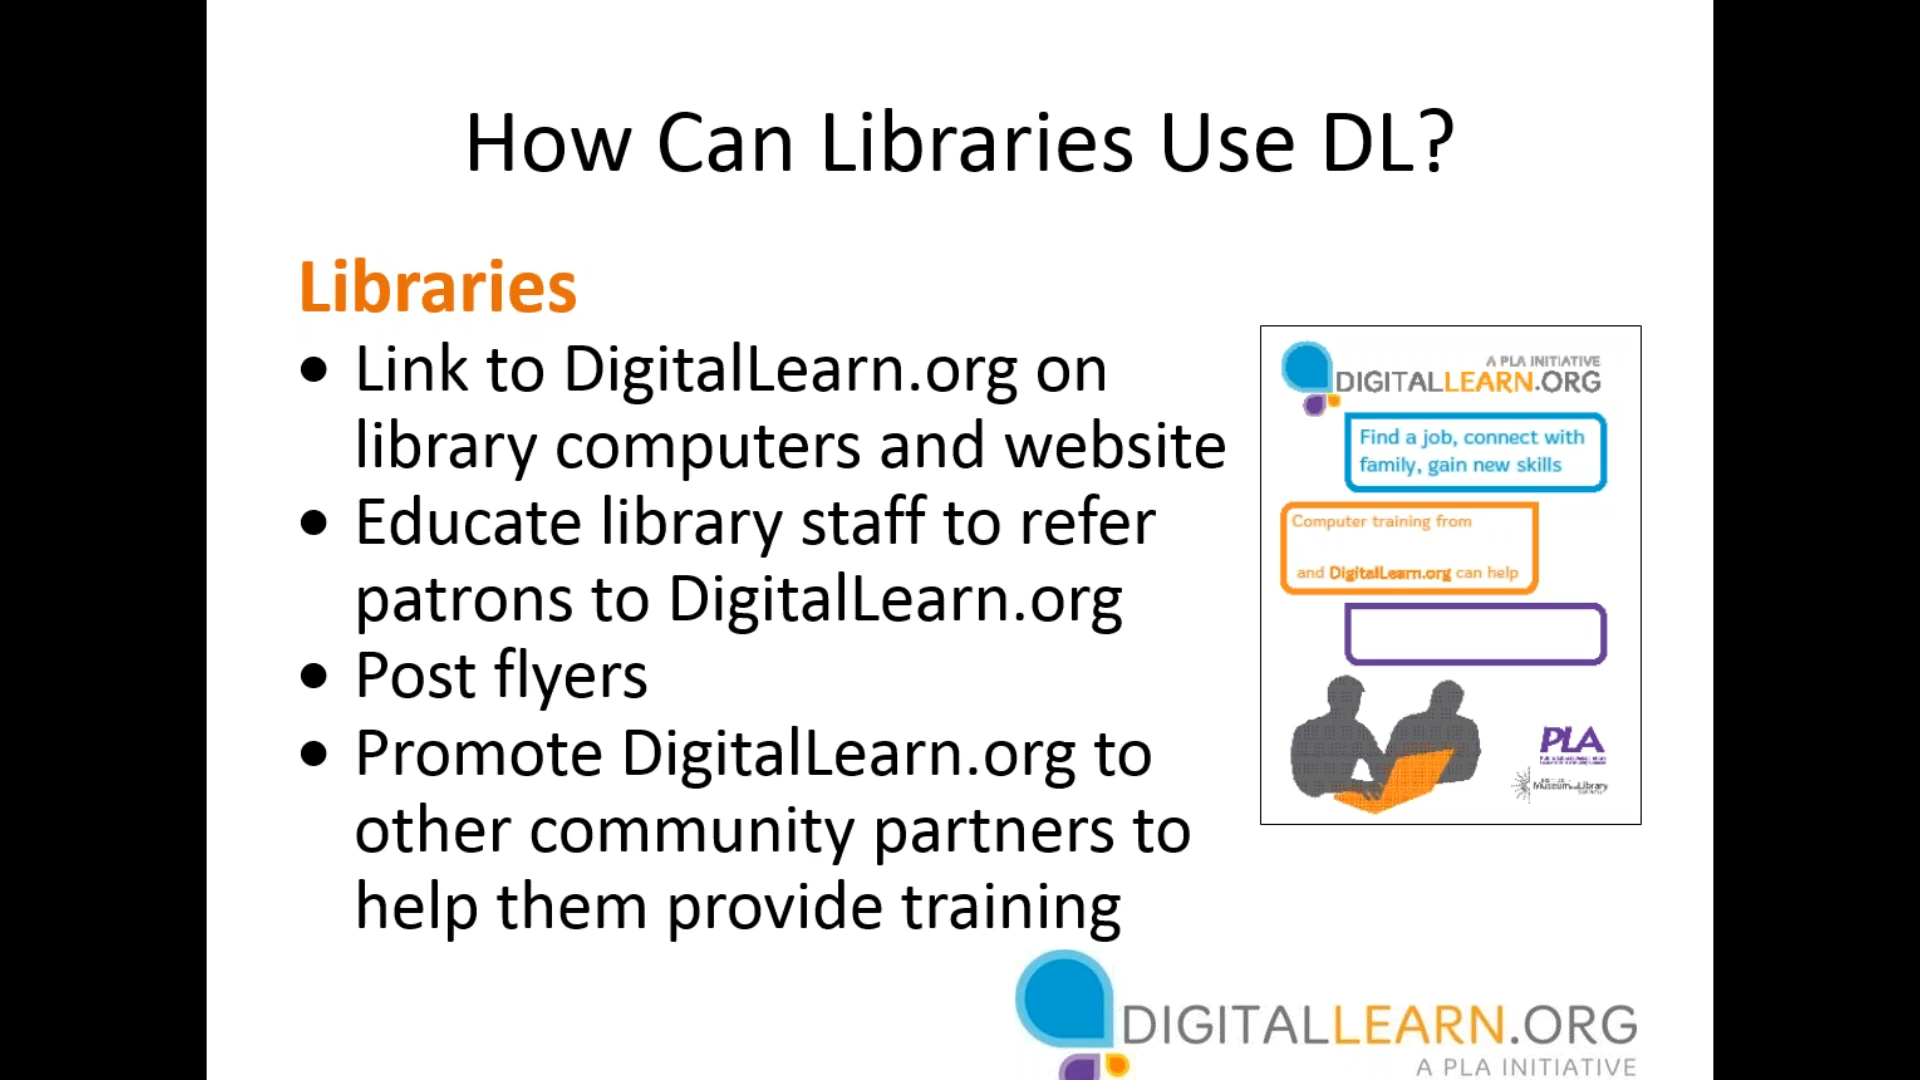 How Can Libraries Use DL?
Libraries
• Link to DigitalLearn.org on
library computers and website
• Educate library staff to refer
patrons to DigitalLearn.org
• Post flyers
• Promote DigitalLearn.org to
other community partners to
help them provide training
A PLA INITIATIVE
DIGITALLEARN.ORG
Find a job, connect with
family, gain new skills
Computer training from
and DigitalLearn.org can help
PLA
Museum Library
DIGITALLEARN.ORG
A PLA INITIATIVE